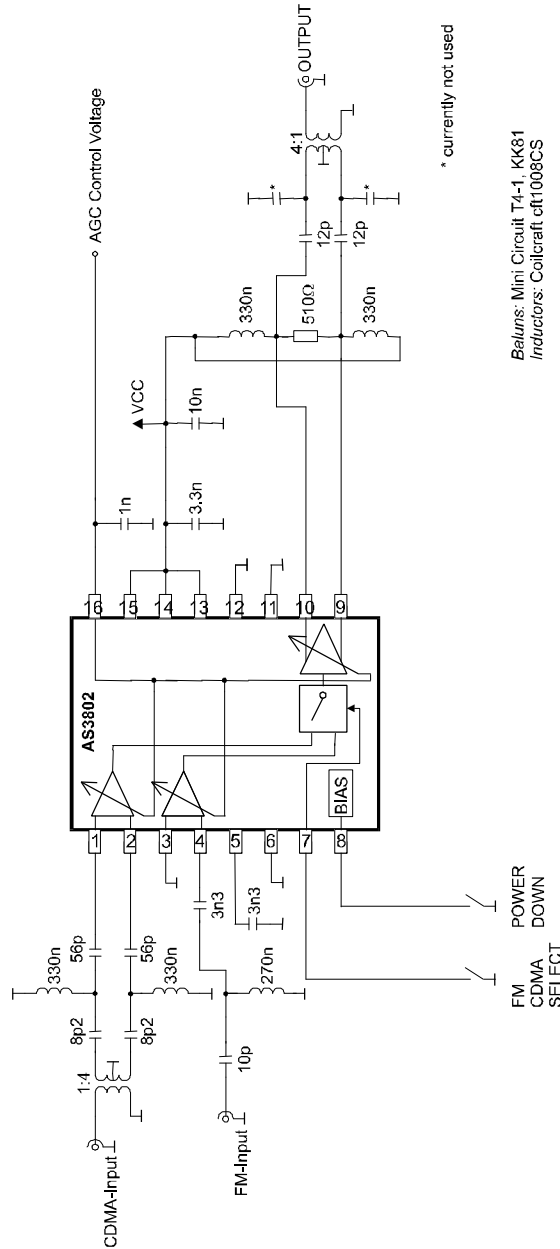 CDMA-Input
1:4
8p2
8p2
330n
56p
56p
330n
FM-Input
10p
270n
3n3
3n3
FM
CDMA
SELECT
POWER
DOWN
AS3802
1
2
3
4
5
6
7
8
BIAS
16
15
14
13
12
11
10
9
1n
3.3n
VCC
10n
AGC Control Voltage
330n
510Ω
330n
12p
12p
*
*
4:1
OUTPUT
* currently not used
Baluns: Mini Circuit T4-1, KK81
Inductors: Coilcraft cft1008CS